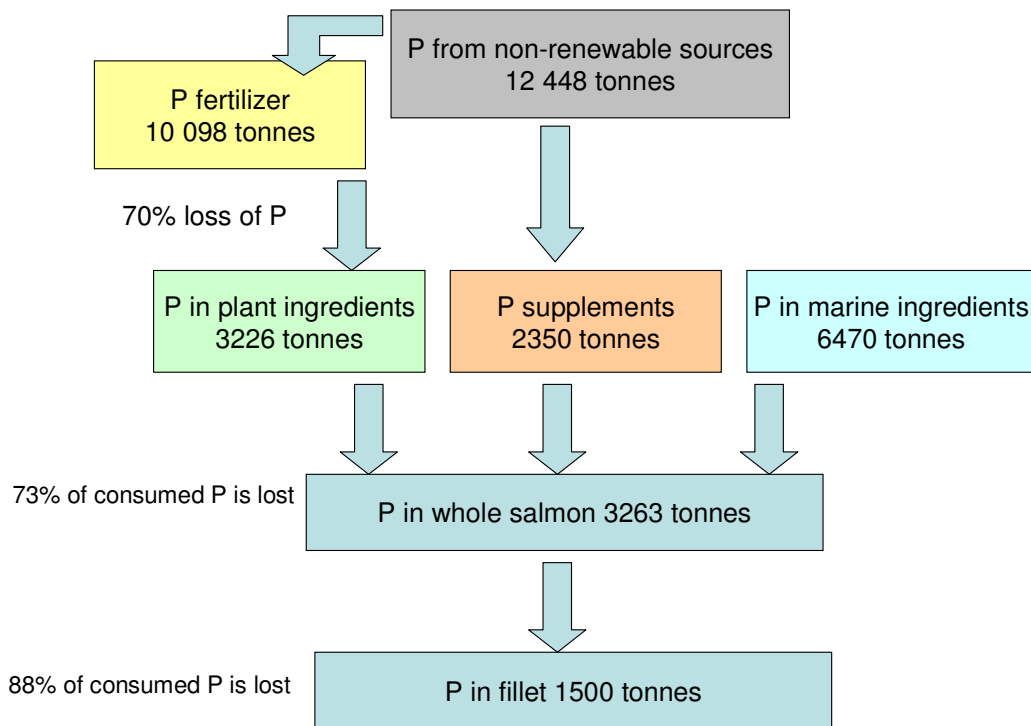 P from non-renewable sources
12 448 tonnes
P fertilizer
10 098 tonnes
70% loss of P
P in plant ingredients
3226 tonnes
P supplements
2350 tonnes
P in marine ingredients
6470 tonnes
73% of consumed P is lost
P in whole salmon 3263 tonnes
88% of consumed P is lost
P in fillet 1500 tonnes